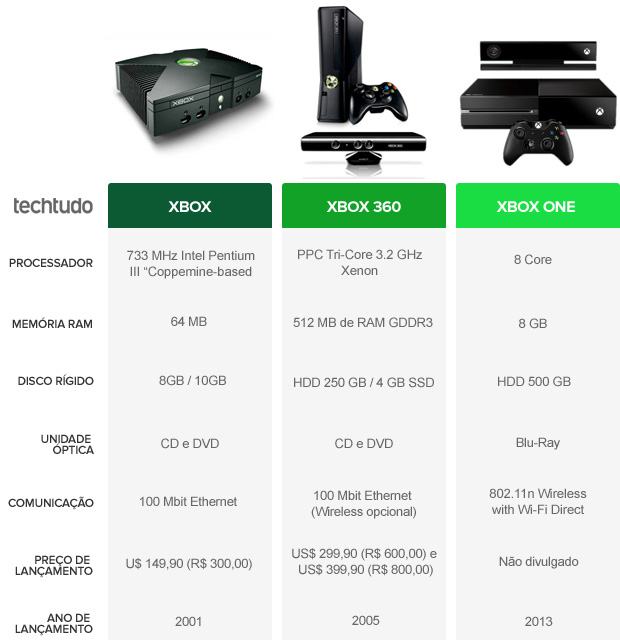 XBOX
XBOX 360
techtudo
XBOX
XBOX 360
XBOX ONE
PROCESSADOR
733 MHz Intel Pentium
III “Coppemine-based
PPC Tri-Core 3.2 GHz
Xenon
8 Core
MEMÓRIA RAM
64 MB
512 MB de RAM GDDR3
8 GB
DISCO RÍGIDO
8GB / 10GB
HDD 250 GB / 4 GB SSD
HDD 500 GB
UNIDADE
ÓPTICA
CD e DVD
CD e DVD
Blu-Ray
COMUNICAÇÃO
100 Mbit Ethernet
100 Mbit Ethernet
(Wireless opcional)
802.11n Wireless
with Wi-Fi Direct
PREÇO DE
LANÇAMENTO
U$ 149,90 (R$ 300,00)
US$ 299,90 (R$ 600,00) e
US$ 399,90 (R$ 800,00)
Não divulgado
ANO DE
LANÇAMENTO
2001
2005
2013